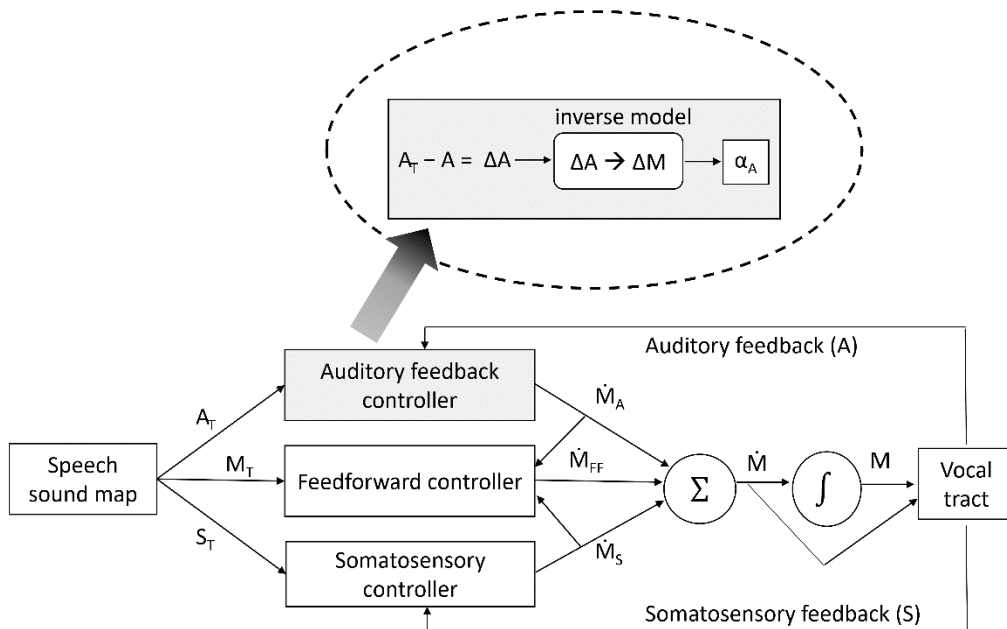 inverse model
A_T − A = ΔA
ΔA → ΔM
α_A
Auditory feedback (A)
Auditory feedback
controller
Ṁ_A
A_T
Speech
sound map
M_T
Feedforward controller
Ṁ_FF
Σ
Ṁ
∫
M
Vocal
tract
S_T
Somatosensory
controller
Ṁ_S
Somatosensory feedback (S)